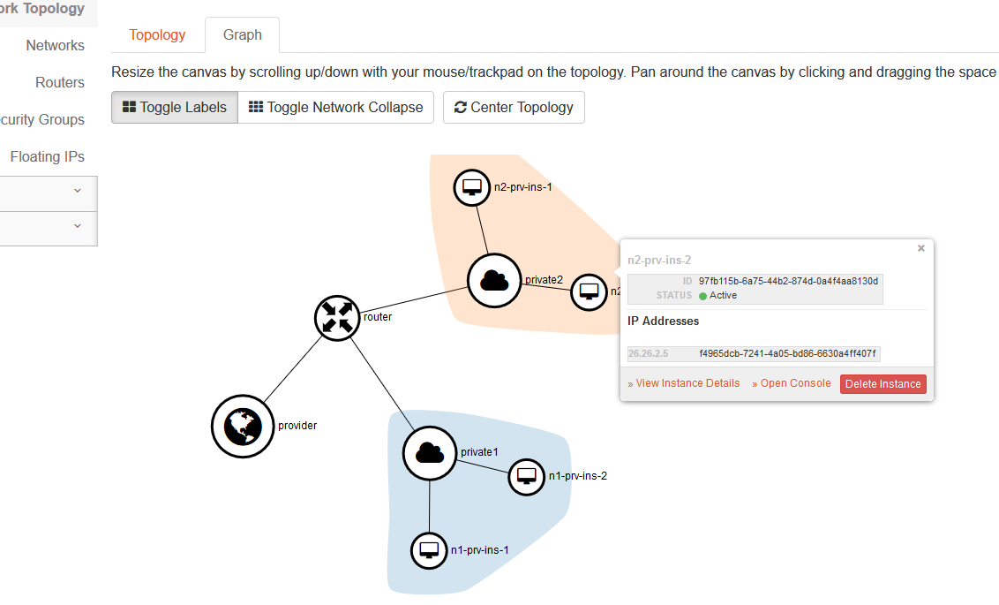 ork Topology
Networks
Routers
curity Groups
Floating IPs
Topology
Graph
Resize the canvas by scrolling up/down with your mouse/trackpad on the topology. Pan around the canvas by clicking and dragging the space
Toggle Labels
Toggle Network Collapse
Center Topology
n2-prv-ins-1
private2
n2
router
provider
private1
n1-prv-ins-2
n1-prv-ins-1
×
n2-prv-ins-2
ID 97fb115b-6a75-44b2-874d-0a4f4aa8130d
STATUS Active
IP Addresses
26.26.2.5 f4965dcb-7241-4a05-bd86-6630a4ff407f
» View Instance Details » Open Console Delete Instance